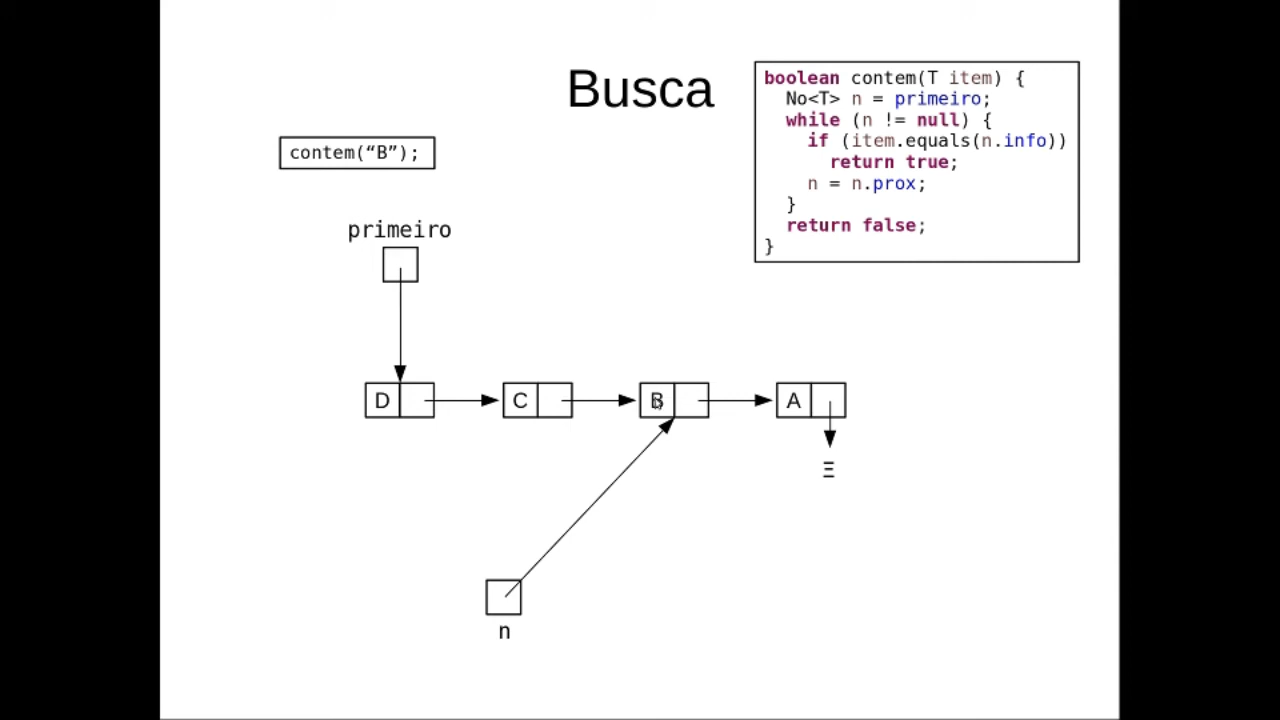 Busca
boolean contem(T item) {
No<T> n = primeiro;
while (n != null) {
if (item.equals(n.info))
return true;
n = n.prox;
}
return false;
}
contem(“B”);
primeiro
D C B A
n